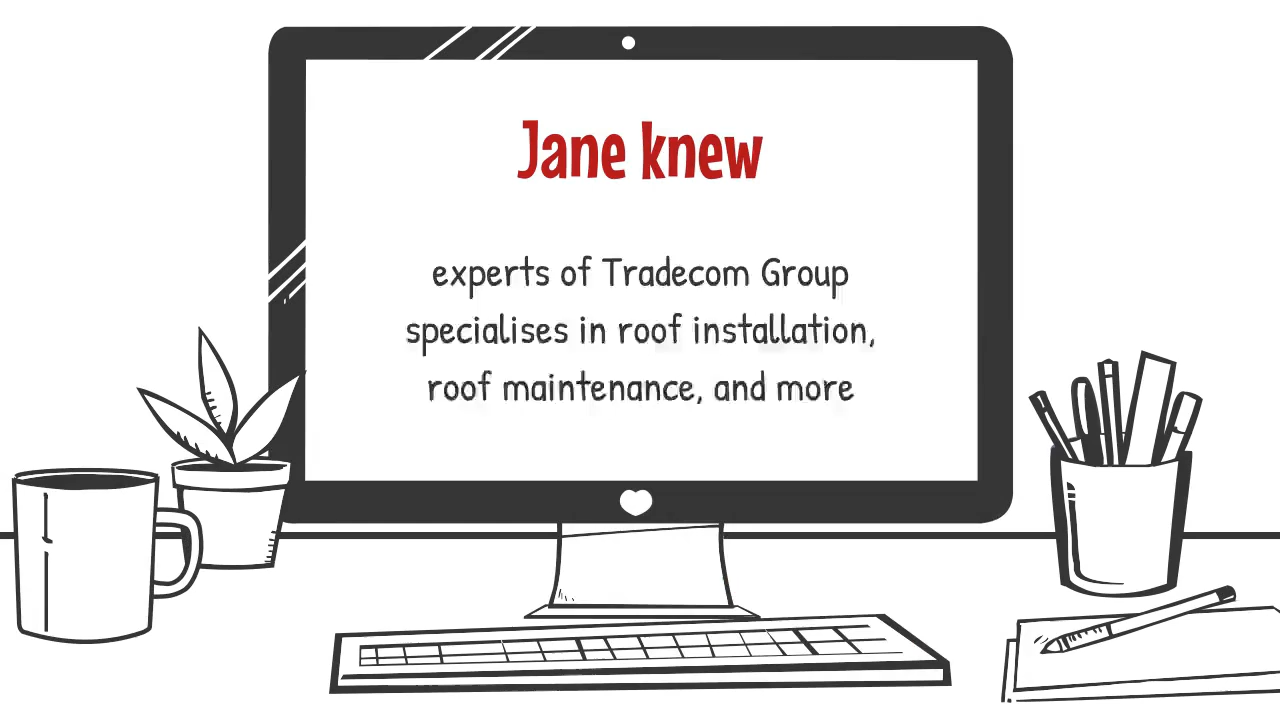 Jane knew
experts of Tradecom Group
specialises in roof installation,
roof maintenance, and more